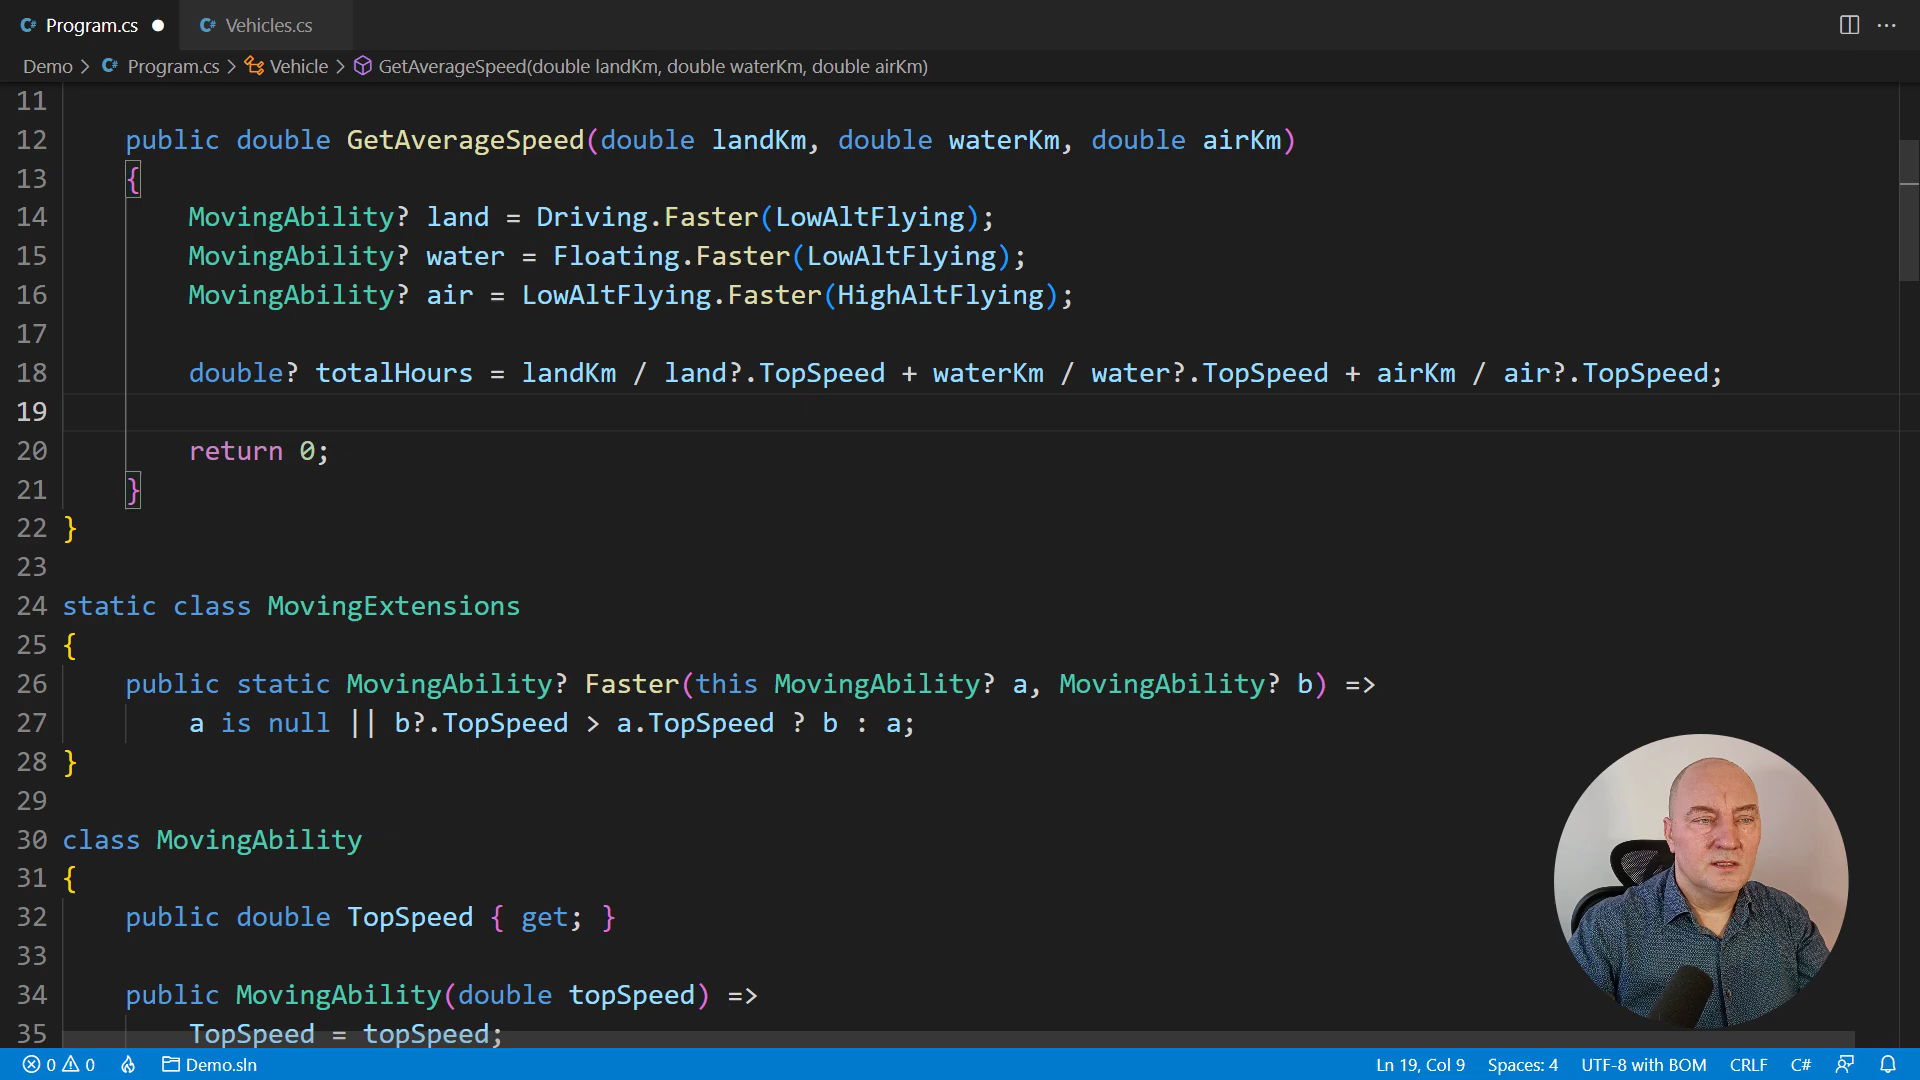 C# Program.cs ● C# Vehicles.cs
Demo > C# Program.cs > Vehicle > GetAverageSpeed(double landKm, double waterKm, double airKm)
11
12 public double GetAverageSpeed(double landKm, double waterKm, double airKm)
13 {
14 MovingAbility? land = Driving.Faster(LowAltFlying);
15 MovingAbility? water = Floating.Faster(LowAltFlying);
16 MovingAbility? air = LowAltFlying.Faster(HighAltFlying);
17
18 double? totalHours = landKm / land?.TopSpeed + waterKm / water?.TopSpeed + airKm / air?.TopSpeed;
19
20 return 0;
21 }
22 }
23
24 static class MovingExtensions
25 {
26 public static MovingAbility? Faster(this MovingAbility? a, MovingAbility? b) =>
27 a is null || b?.TopSpeed > a.TopSpeed ? b : a;
28 }
29
30 class MovingAbility
31 {
32 public double TopSpeed { get; }
33
34 public MovingAbility(double topSpeed) =>
35 TopSpeed = topSpeed;
0 0 Demo.sln Ln 19, Col 9 Spaces: 4 UTF-8 with BOM CRLF C#